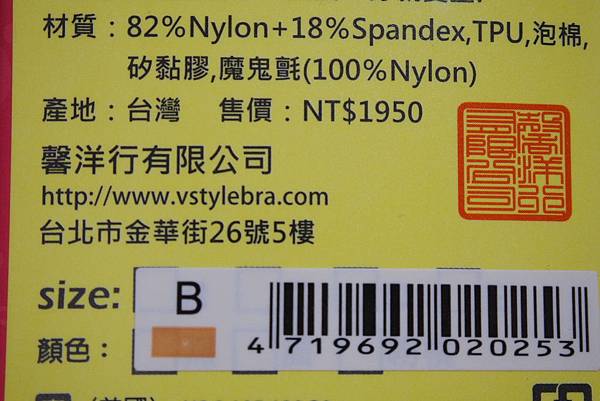 材質：82%Nylon+18%Spandex,TPU,泡棉,
矽黏膠,魔鬼氈(100%Nylon)
產地：台灣 售價：NT$1950
馨洋行有限公司
http://www.vstylebra.com
台北市金華街26號5樓
size: B
顏色：
4 719692 020253